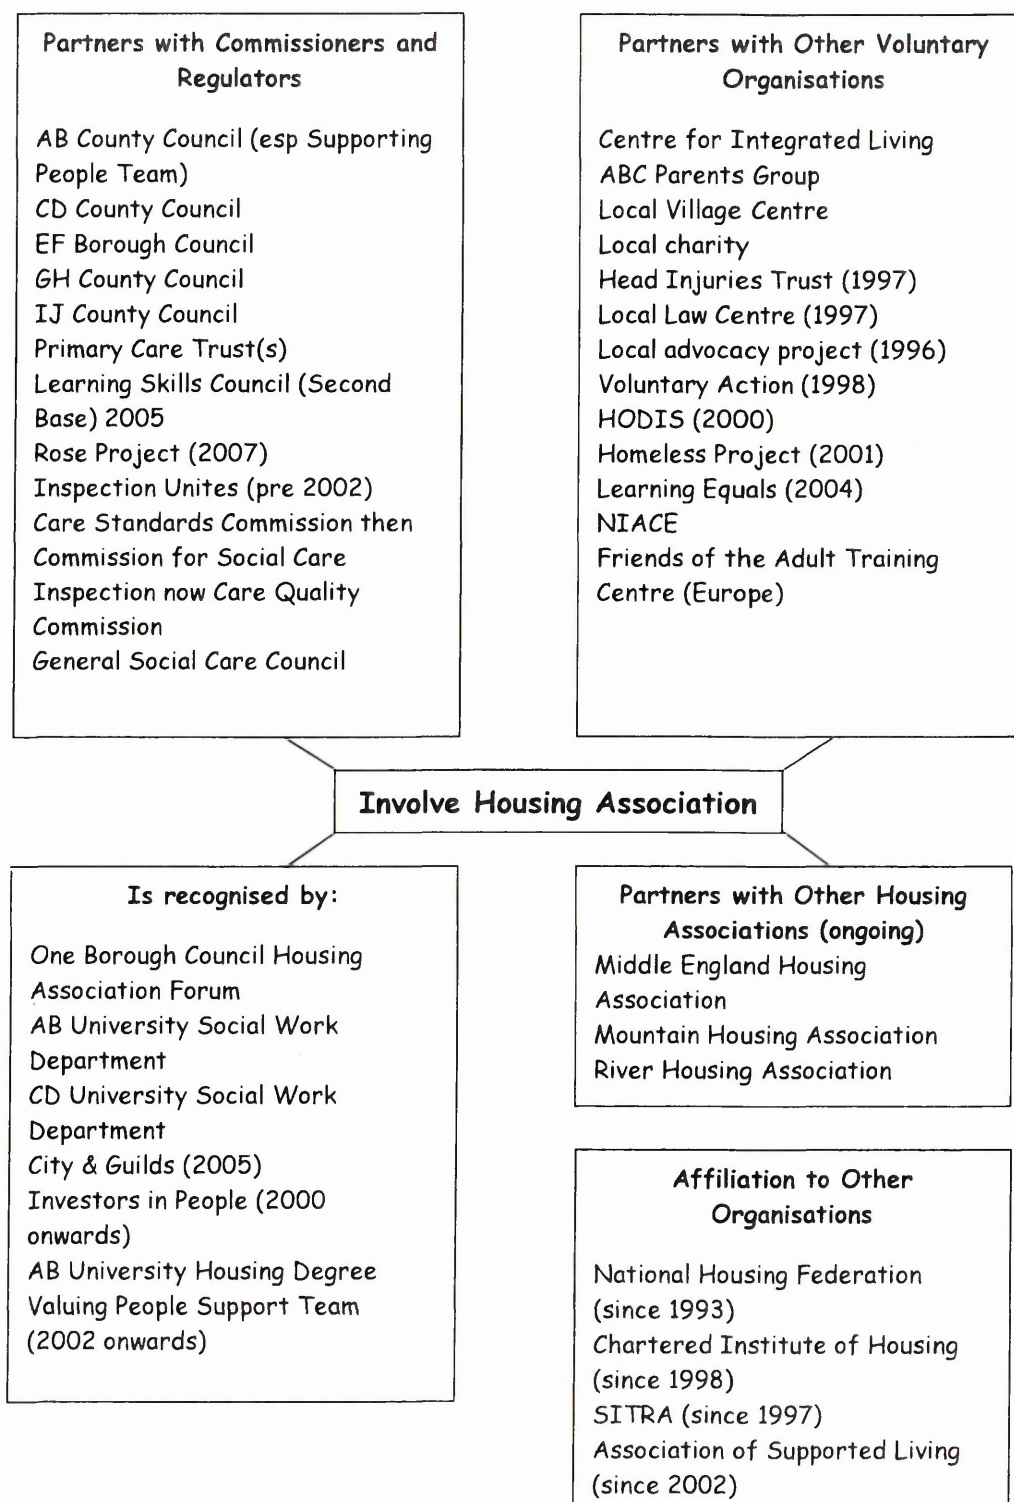 Partners with Commissioners and
Regulators
AB County Council (esp Supporting
People Team)
CD County Council
EF Borough Council
GH County Council
IJ County Council
Primary Care Trust(s)
Learning Skills Council (Second
Base) 2005
Rose Project (2007)
Inspection Unites (pre 2002)
Care Standards Commission then
Commission for Social Care
Inspection now Care Quality
Commission
General Social Care Council
Partners with Other Voluntary
Organisations
Centre for Integrated Living
ABC Parents Group
Local Village Centre
Local charity
Head Injuries Trust (1997)
Local Law Centre (1997)
Local advocacy project (1996)
Voluntary Action (1998)
HODIS (2000)
Homeless Project (2001)
Learning Equals (2004)
NIACE
Friends of the Adult Training
Centre (Europe)
Involve Housing Association
Is recognised by:
One Borough Council Housing
Association Forum
AB University Social Work
Department
CD University Social Work
Department
City & Guilds (2005)
Investors in People (2000
onwards)
AB University Housing Degree
Valuing People Support Team
(2002 onwards)
Partners with Other Housing
Associations (ongoing)
Middle England Housing
Association
Mountain Housing Association
River Housing Association
Affiliation to Other
Organisations
National Housing Federation
(since 1993)
Chartered Institute of Housing
(since 1998)
SITRA (since 1997)
Association of Supported Living
(since 2002)